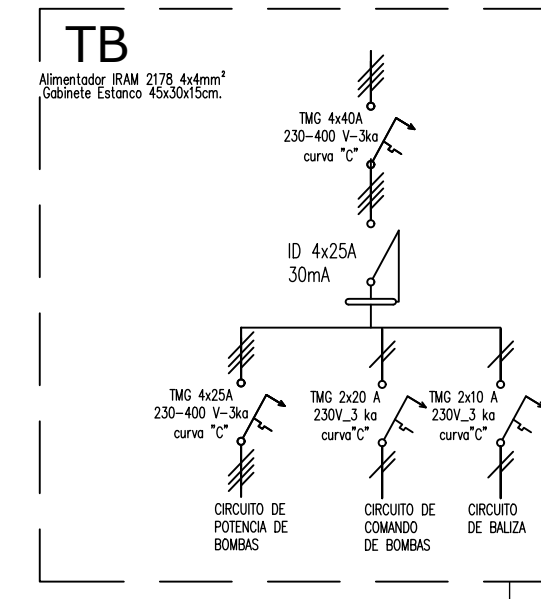 TB
Alimentador IRAM 2178 4x4mm²
Gabinete Estanco 45x30x15cm.
TMG 4x40A
230-400 V-3ka
curva "C"
ID 4x25A
30mA
TMG 4x25A
230-400 V-3ka
curva "C"
TMG 2x20 A
230V_3 ka
curva"C"
TMG 2x10 A
230V_3 ka
curva"C"
CIRCUITO DE
POTENCIA DE
BOMBAS
CIRCUITO DE
COMANDO
DE BOMBAS
CIRCUITO
DE BALIZA